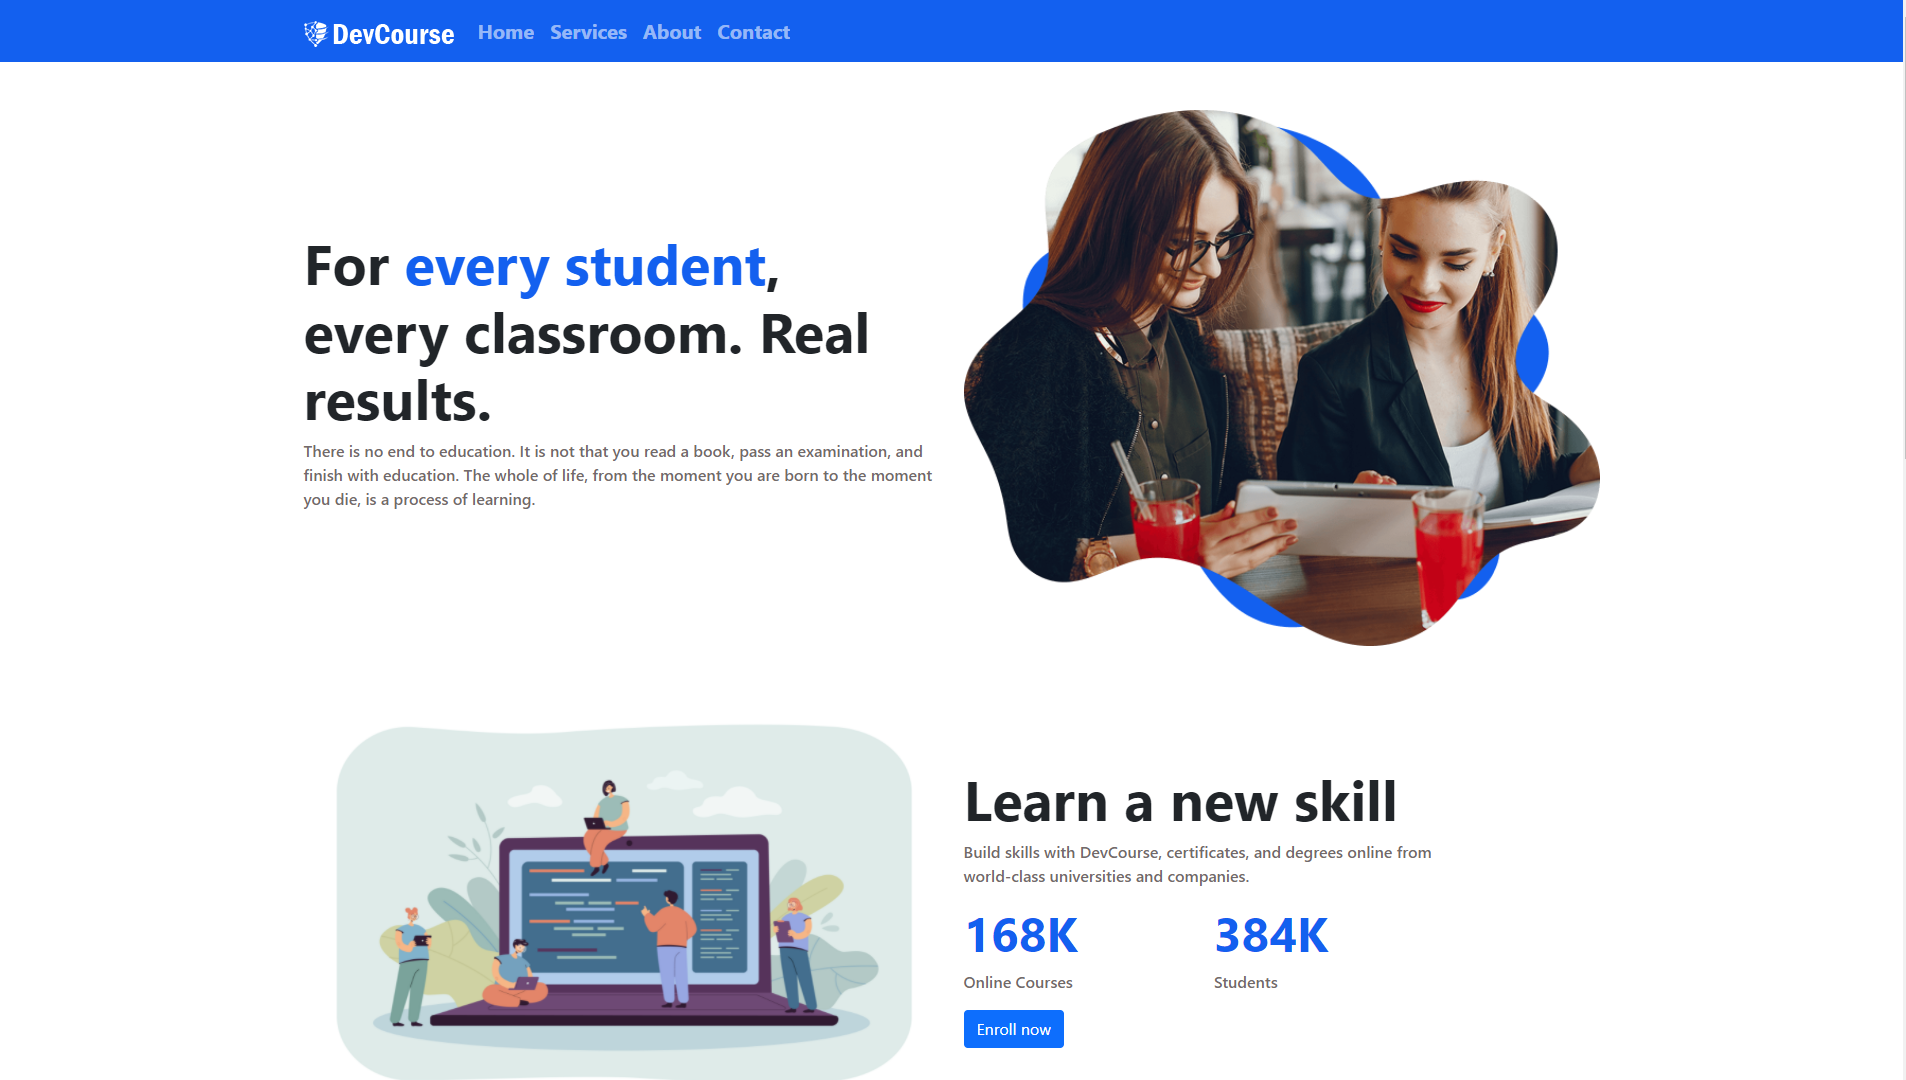 DevCourse
Home
Services
About
Contact
For every student,
every classroom. Real
results.
There is no end to education. It is not that you read a book, pass an examination, and
finish with education. The whole of life, from the moment you are born to the moment
you die, is a process of learning.
Learn a new skill
Build skills with DevCourse, certificates, and degrees online from
world-class universities and companies.
168K
384K
Online Courses
Students
Enroll now